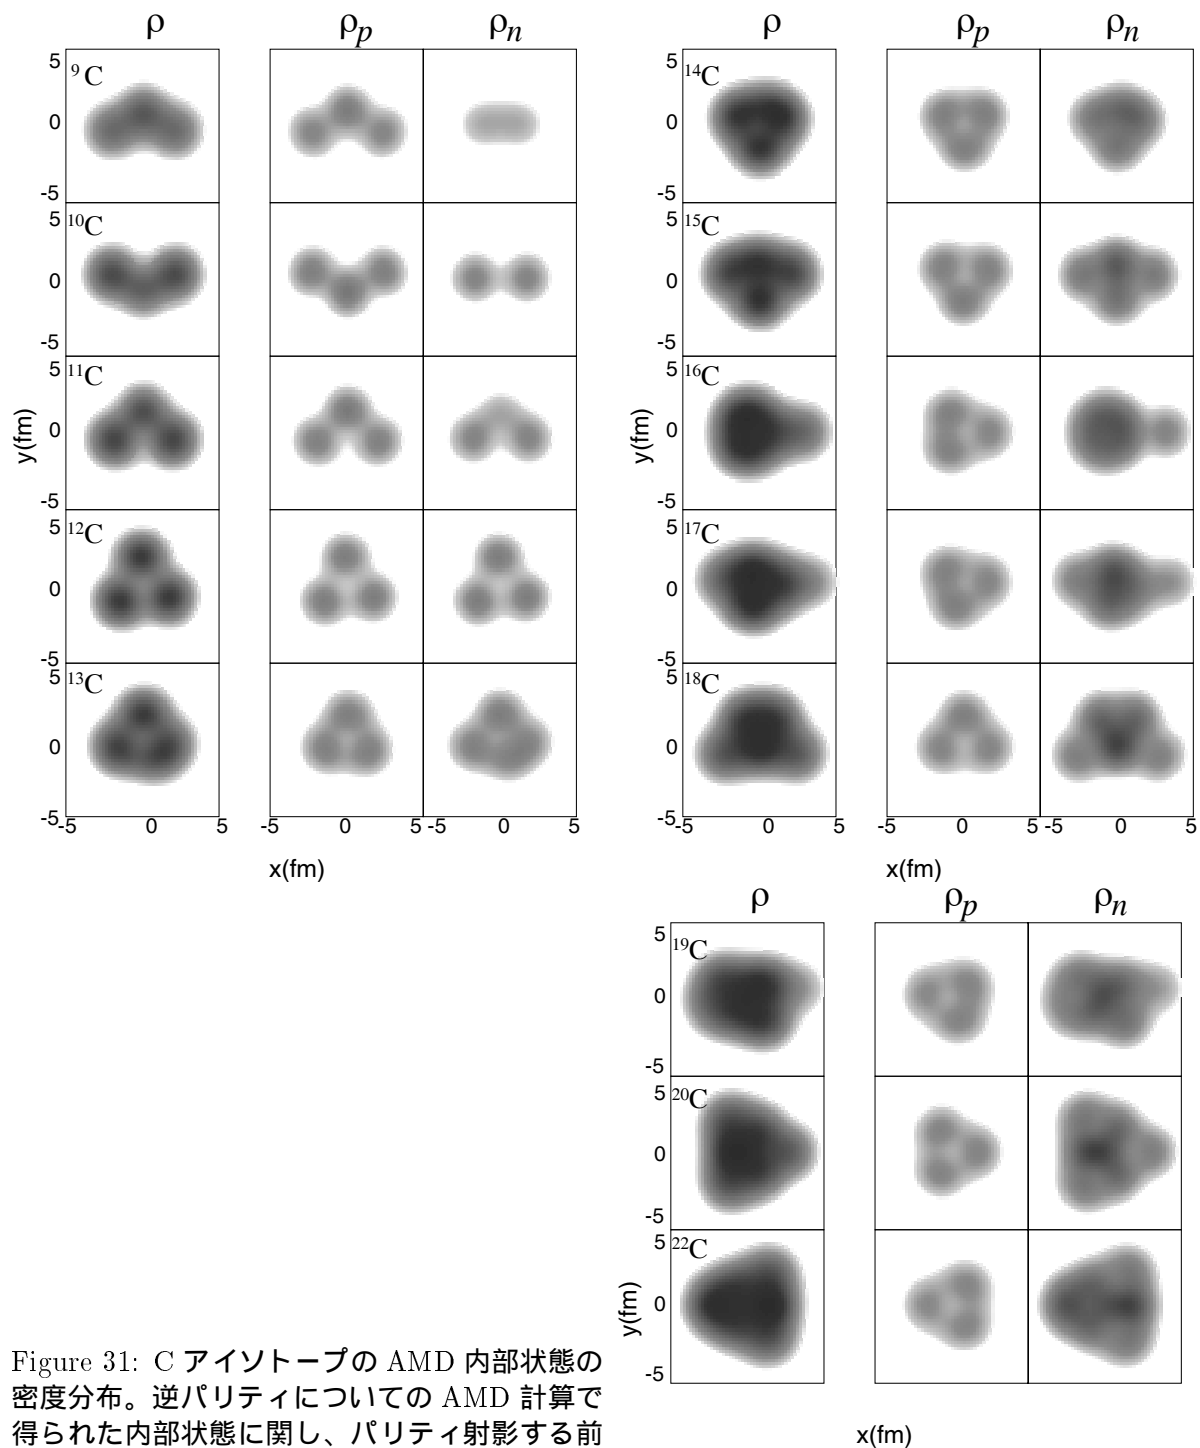 ρ ρp ρn
5 ⁹C
0
-5
5 ¹⁰C
0
-5
5 ¹¹C
y(fm) 0
-5
5 ¹²C
0
-5
5 ¹³C
0
-5
-5 0 5 -5 0 5 -5 0 5
x(fm)
ρ ρp ρn
5 ¹⁴C
0
-5
5 ¹⁵C
0
-5
5 ¹⁶C
y(fm) 0
-5
5 ¹⁷C
0
-5
5 ¹⁸C
0
-5
-5 0 5 -5 0 5 -5 0 5
x(fm)
ρ ρp ρn
5 ¹⁹C
0
-5
5 ²⁰C
0
-5
5 ²²C
y(fm) 0
-5
x(fm)
Figure 31: C アイソトープの AMD 内部状態の
密度分布。逆パリティについての AMD 計算で
得られた内部状態に関し、パリティ射影する前